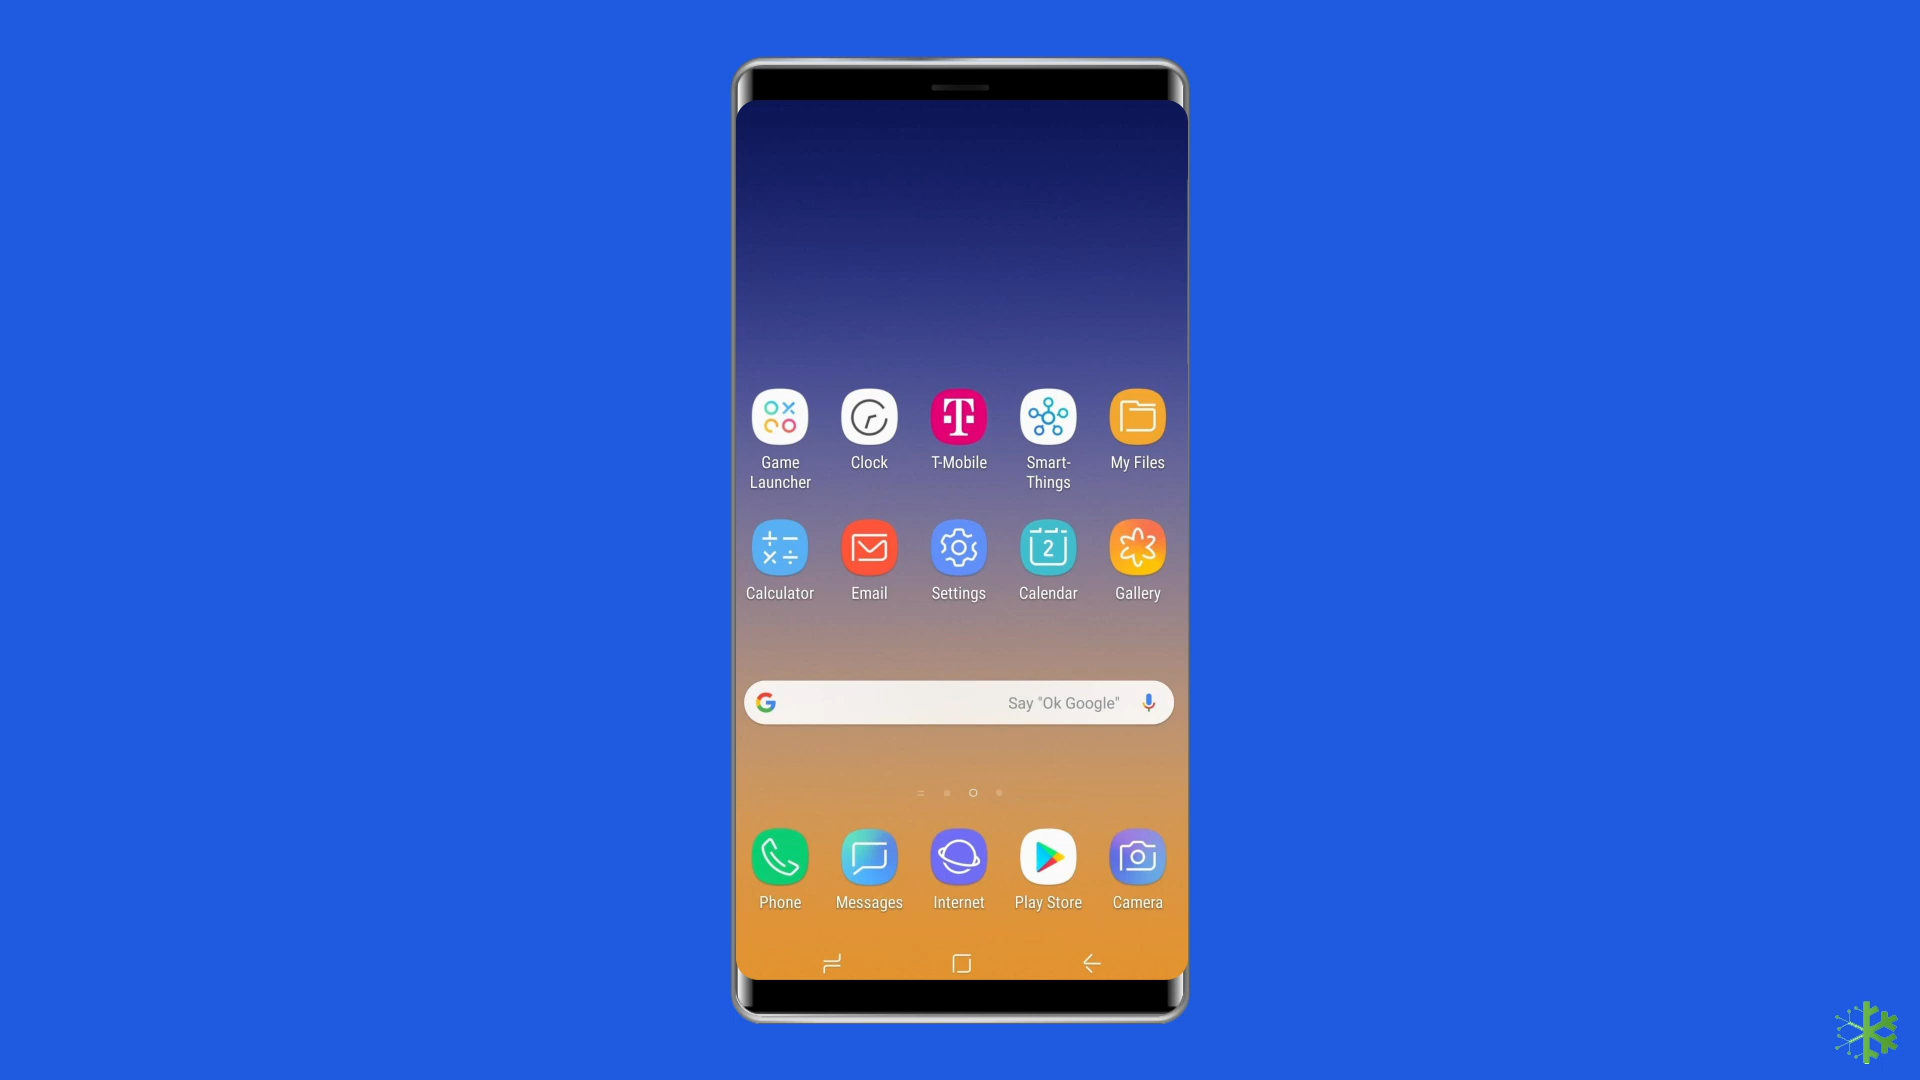 Game Clock T-Mobile Smart- My Files
Launcher Things
Calculator Email Settings 2 Calendar Gallery
G Say "Ok Google"
Phone Messages Internet Play Store Camera